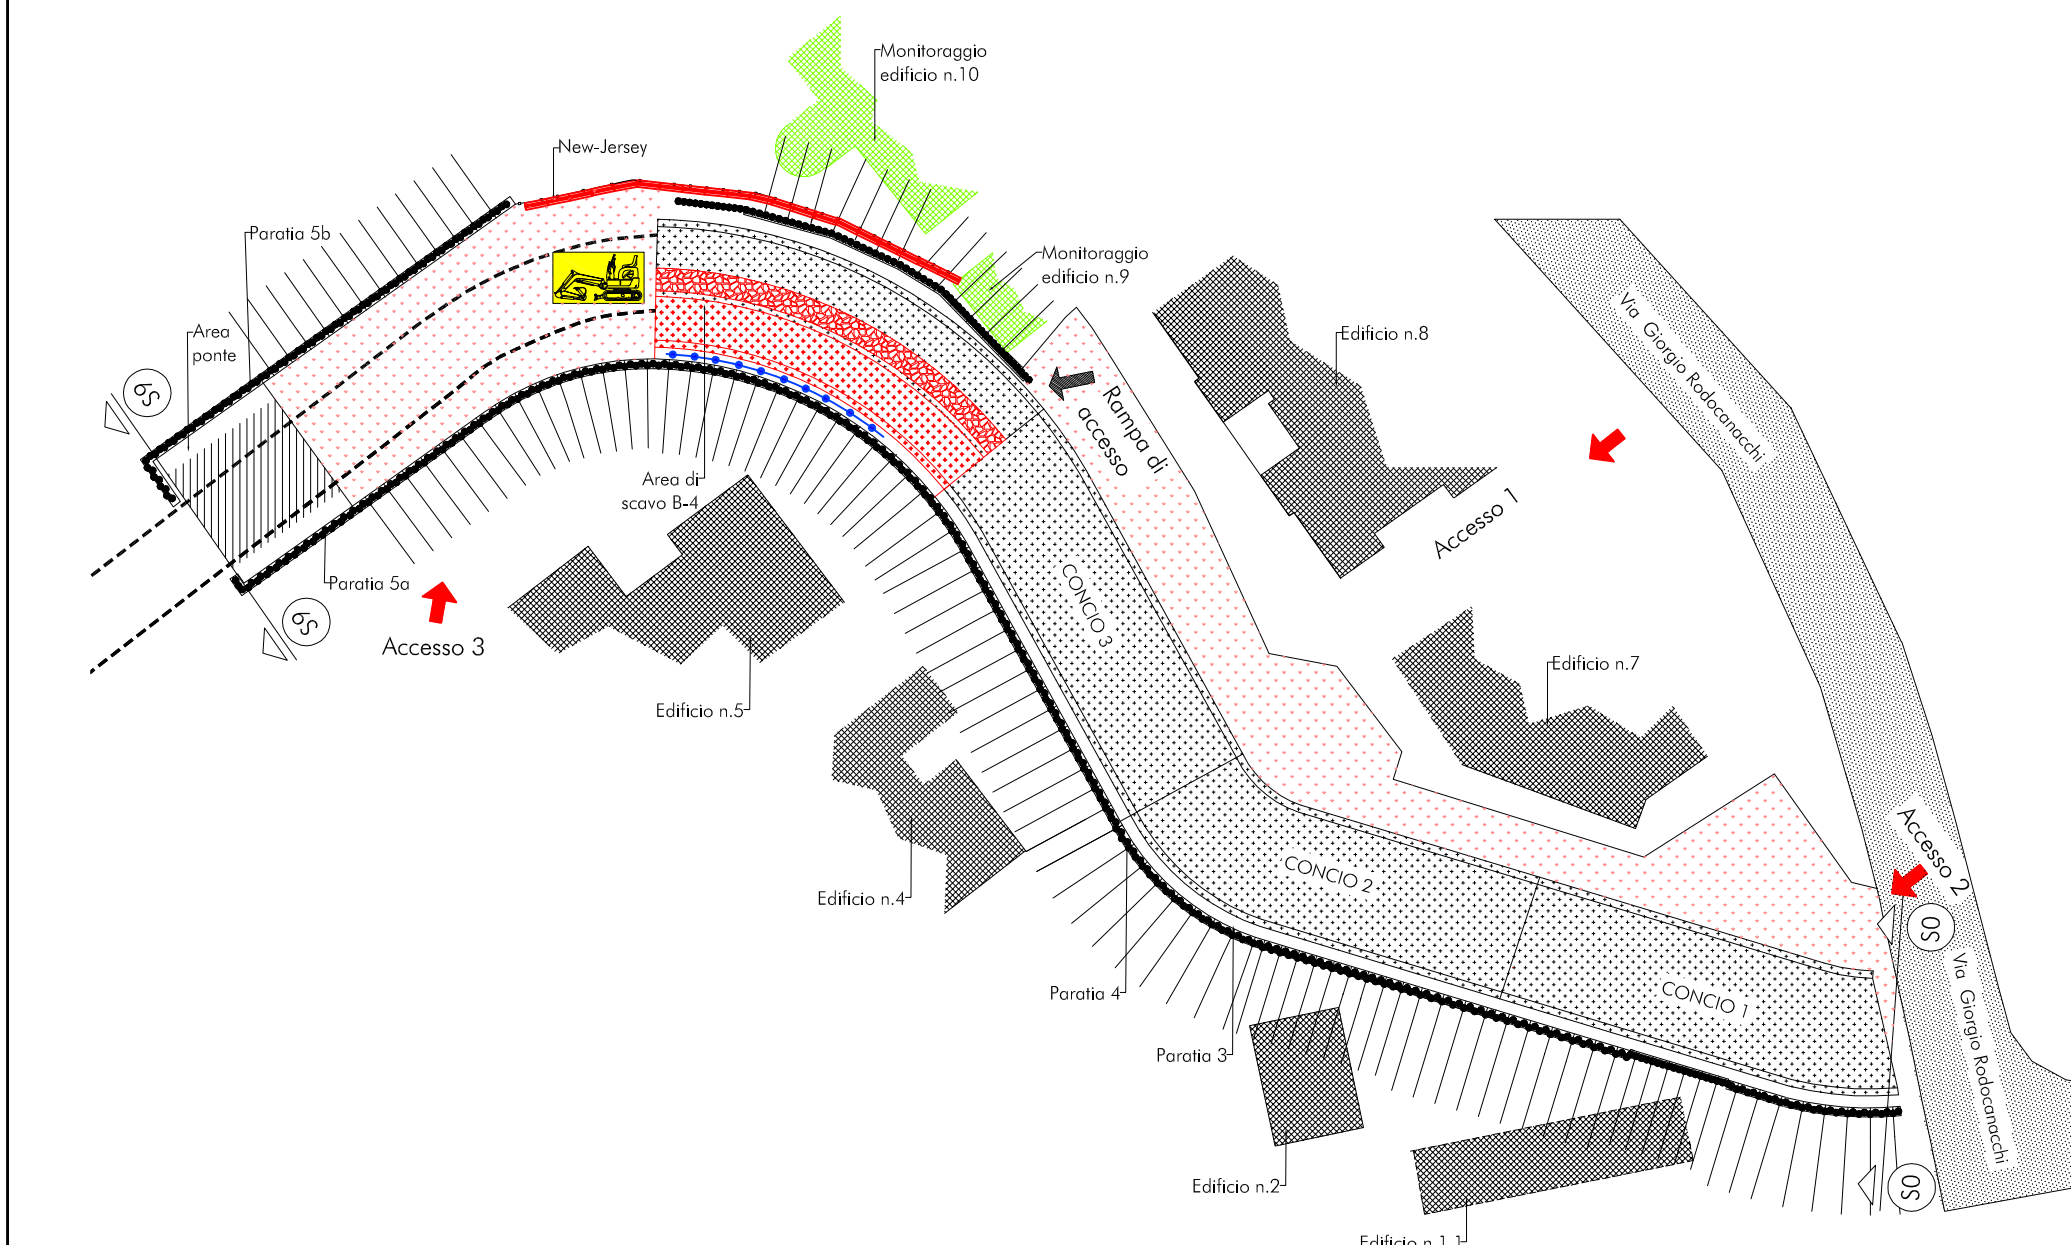 Monitoraggio
edificio n.10
New-Jersey
Paratia 5b
Monitoraggio
edificio n.9
Area
ponte
Edificio n.8
Via Giorgio Rodocanacchi
S9
Rampa di
accesso
Area di
scavo B-4
Accesso 1
Paratia 5a
S9
Accesso 3
CONCIO 3
Edificio n.7
Edificio n.5
Accesso 2
CONCIO 2
Edificio n.4
S0
Via Giorgio Rodocanacchi
Paratia 4
CONCIO 1
Paratia 3
Edificio n.2
S0
Edificio n.1.1